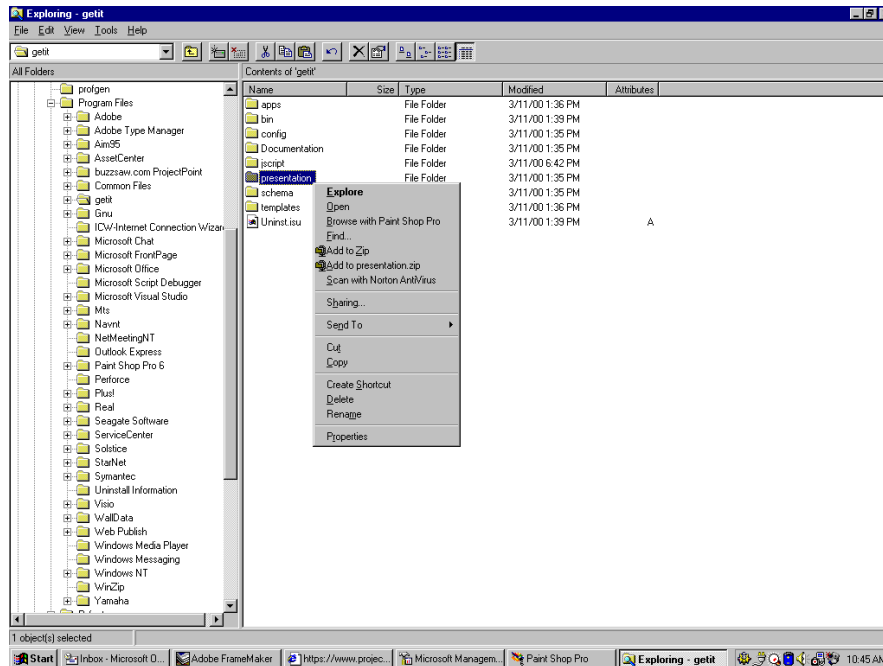 Exploring - getit
File Edit View Tools Help
getit
All Folders Contents of 'getit'
Name Size Type Modified Attributes
profgen
Program Files
Adobe
Adobe Type Manager
Aim95
AssetCenter
buzzsaw.com ProjectPoint
Common Files
getit
Gnu
ICW-Internet Connection Wizar
Microsoft Chat
Microsoft FrontPage
Microsoft Office
Microsoft Script Debugger
Microsoft Visual Studio
Mts
Navnt
NetMeetingNT
Outlook Express
Paint Shop Pro 6
Perforce
Plus!
Real
Seagate Software
ServiceCenter
Solstice
StarNet
Symantec
Uninstall Information
Visio
WallData
Web Publish
Windows Media Player
Windows Messaging
Windows NT
WinZip
Yamaha
apps File Folder 3/11/00 1:36 PM
bin File Folder 3/11/00 1:39 PM
config File Folder 3/11/00 1:35 PM
Documentation File Folder 3/11/00 1:35 PM
jscript File Folder 3/11/00 6:42 PM
presentation File Folder 3/11/00 1:35 PM
schema 3/11/00 1:35 PM
templates 3/11/00 1:36 PM
Uninst.isu 3/11/00 1:39 PM A
Explore
Open
Browse with Paint Shop Pro
Find...
Add to Zip
Add to presentation.zip
Scan with Norton AntiVirus
Sharing...
Send To
Cut
Copy
Create Shortcut
Delete
Rename
Properties
1 object(s) selected
Start Inbox - Microsoft O... Adobe FrameMaker https://www.projec... Microsoft Managem... Paint Shop Pro Exploring - getit 10:45 AM